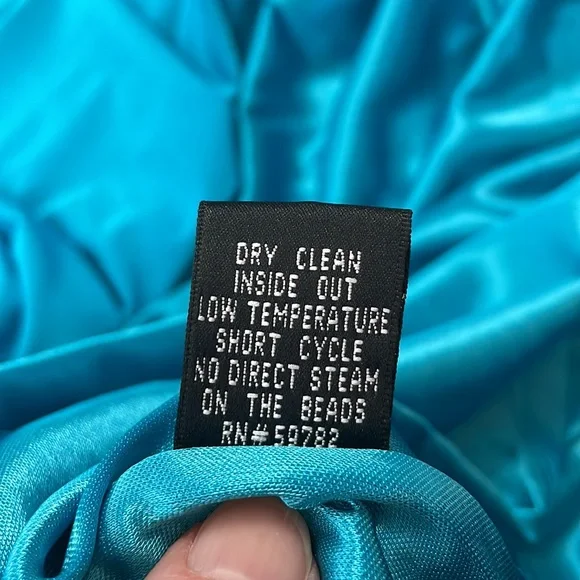 DRY CLEAN
INSIDE OUT
LOW TEMPERATURE
SHORT CYCLE
NO DIRECT STEAM
ON THE BEADS
RN#59782